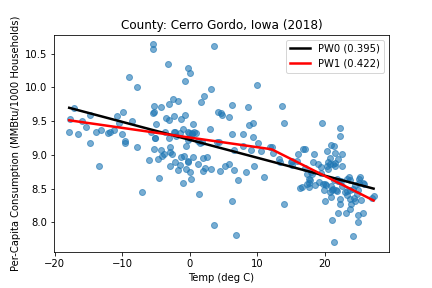 County: Cerro Gordo, Iowa (2018)
PW0 (0.395)
PW1 (0.422)
Per-Capita Consumption (MMBtu/1000 Households)
10.5
10.0
9.5
9.0
8.5
8.0
−20 −10 0 10 20
Temp (deg C)